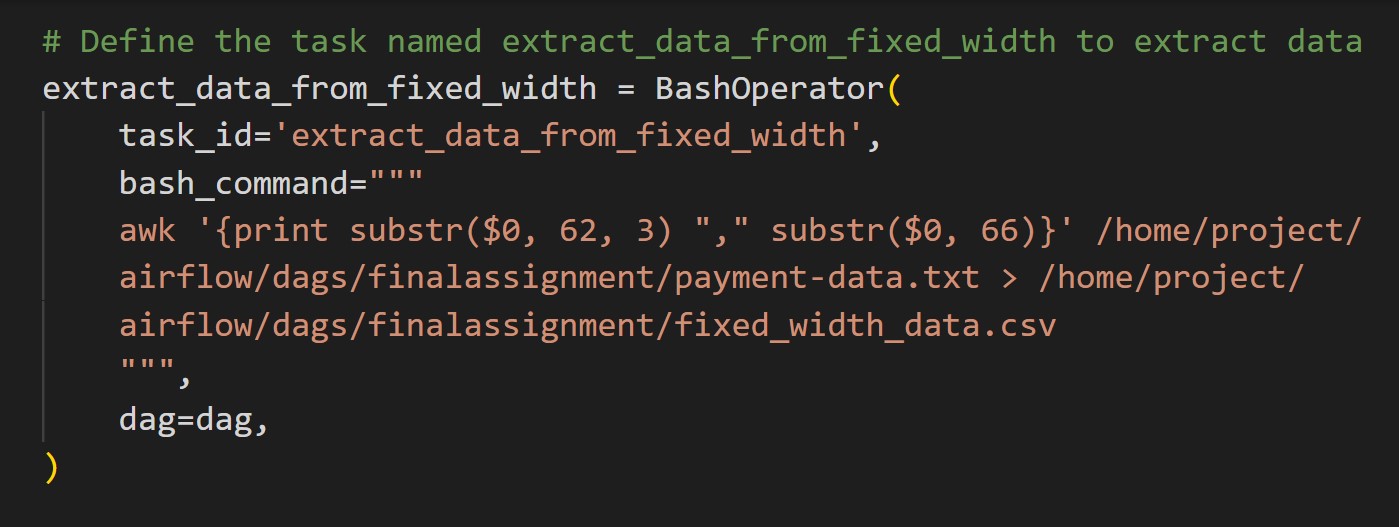 # Define the task named extract_data_from_fixed_width to extract data
extract_data_from_fixed_width = BashOperator(
    task_id='extract_data_from_fixed_width',
    bash_command="""
    awk '{print substr($0, 62, 3) "," substr($0, 66)}' /home/project/
    airflow/dags/finalassignment/payment-data.txt > /home/project/
    airflow/dags/finalassignment/fixed_width_data.csv
    """,
    dag=dag,
)